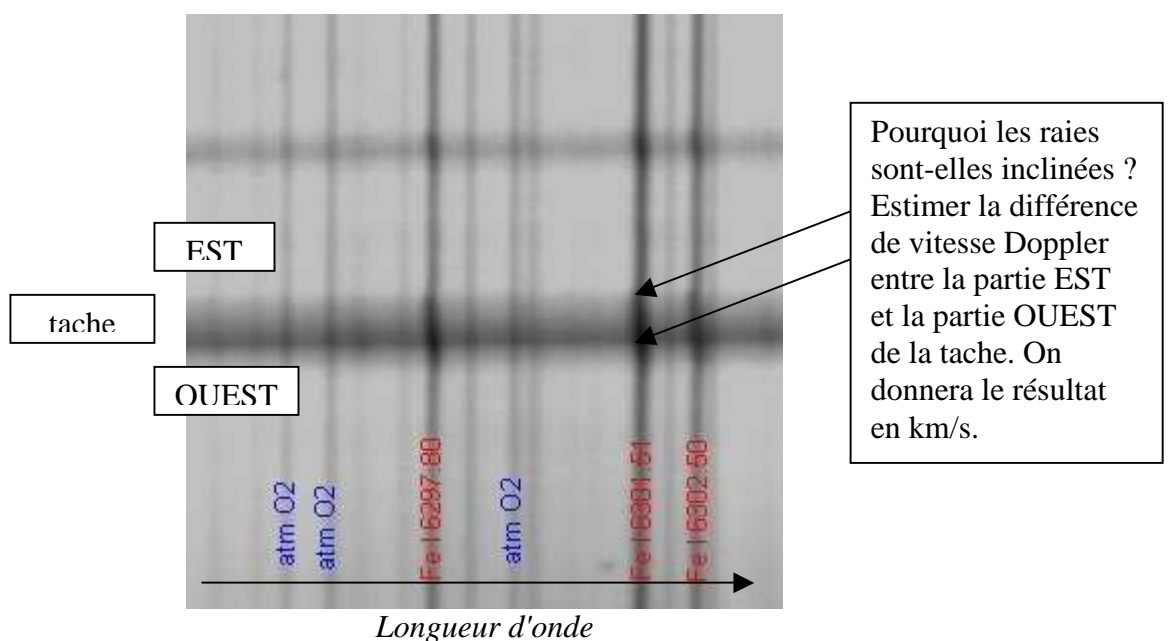 EST
tache
OUEST
atm O2
atm O2
Fe I 6297.80
atm O2
Fe I 6301.51
Fe I 6302.50
Longueur d'onde
Pourquoi les raies
sont-elles inclinées ?
Estimer la différence
de vitesse Doppler
entre la partie EST
et la partie OUEST
de la tache. On
donnera le résultat
en km/s.